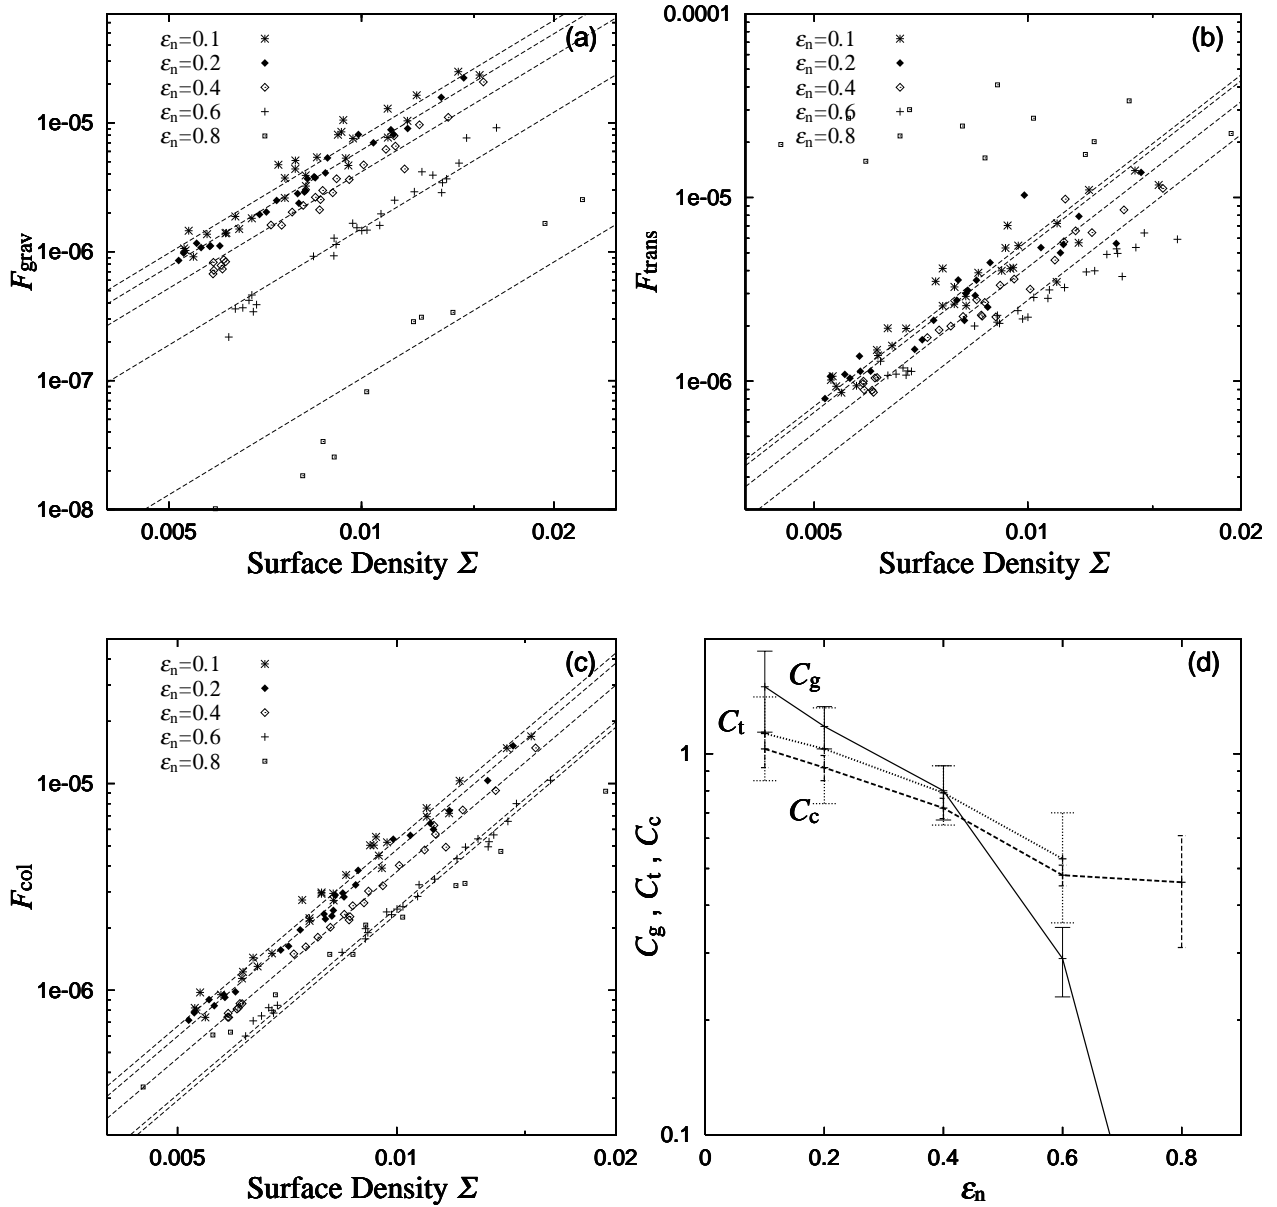 (a)
εn=0.1
εn=0.2
εn=0.4
εn=0.6
εn=0.8
1e-05
1e-06
1e-07
1e-08
Fgrav
0.005
0.01
0.02
Surface Density Σ
0.0001
(b)
εn=0.1
εn=0.2
εn=0.4
εn=0.6
εn=0.8
1e-05
1e-06
Ftrans
0.005
0.01
0.02
Surface Density Σ
(c)
εn=0.1
εn=0.2
εn=0.4
εn=0.6
εn=0.8
1e-05
1e-06
Fcol
0.005
0.01
0.02
Surface Density Σ
(d)
Cg
Ct
Cc
1
0.1
Cg , Ct , Cc
0
0.2
0.4
0.6
0.8
εn